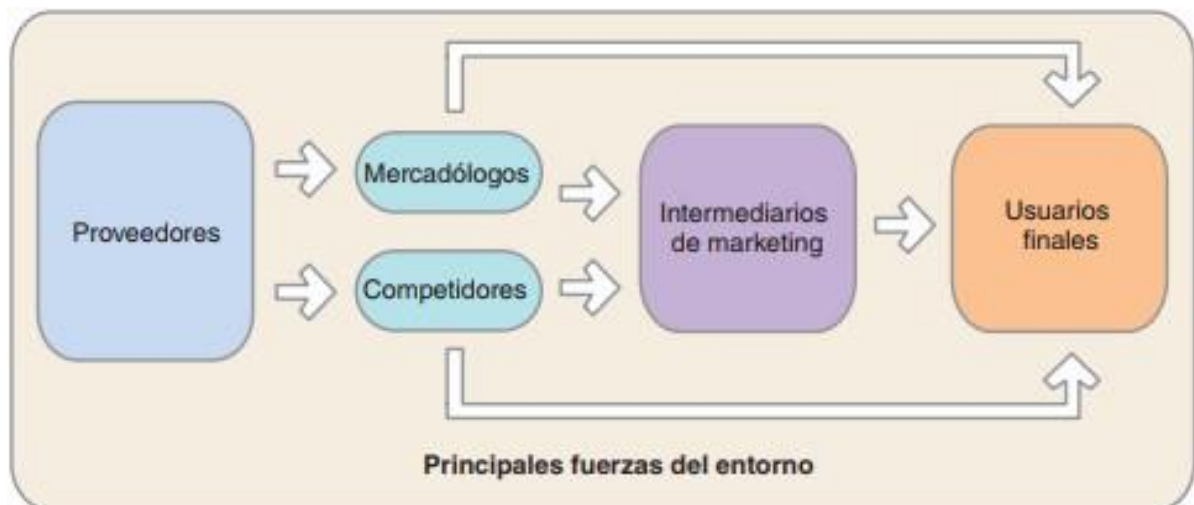 Proveedores
Mercadólogos
Competidores
Intermediarios
de marketing
Usuarios
finales
Principales fuerzas del entorno